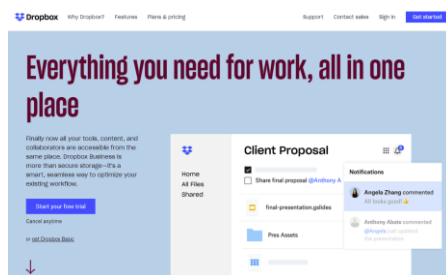 Dropbox Why Dropbox? Features Plans & pricing Support Contact sales Sign in Get started
Everything you need for work, all in one
place
Finally now all your tools, content, and
collaborators are accessible from the
same place. Dropbox Business is
more than secure storage—it's a
smart, seamless way to optimize your
existing workflow.
Start your free trial
Cancel anytime
or get Dropbox Basic
Client Proposal
Home
All Files
Shared
Share final proposal @Anthony A
final-presentation.gslides
Pres Assets
Notifications
Angela Zhang commented
All looks good! 👍
Anthony Abate commented
@Angela just updated
the presentation